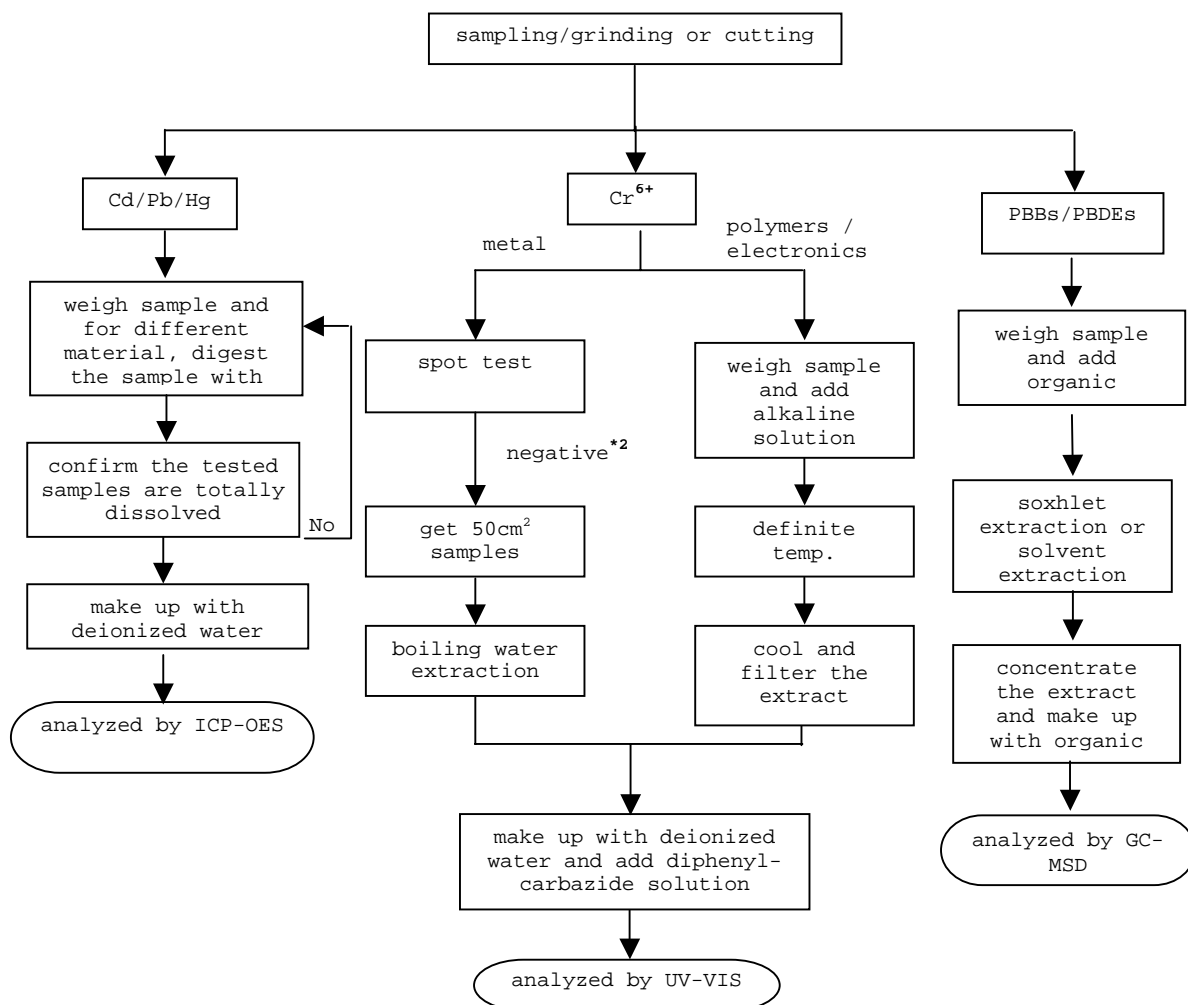 sampling/grinding or cutting
Cd/Pb/Hg
Cr⁶⁺
PBBs/PBDEs
metal
polymers /
electronics
weigh sample and
for different
material, digest
the sample with
spot test
weigh sample
and add
alkaline
solution
weigh sample
and add
organic
negative*²
confirm the tested
samples are totally
dissolved
No
get 50cm²
samples
definite
temp.
soxhlet
extraction or
solvent
extraction
make up with
deionized water
boiling water
extraction
cool and
filter the
extract
concentrate
the extract
and make up
with organic
analyzed by ICP-OES
make up with deionized
water and add diphenyl-
carbazide solution
analyzed by GC-
MSD
analyzed by UV-VIS